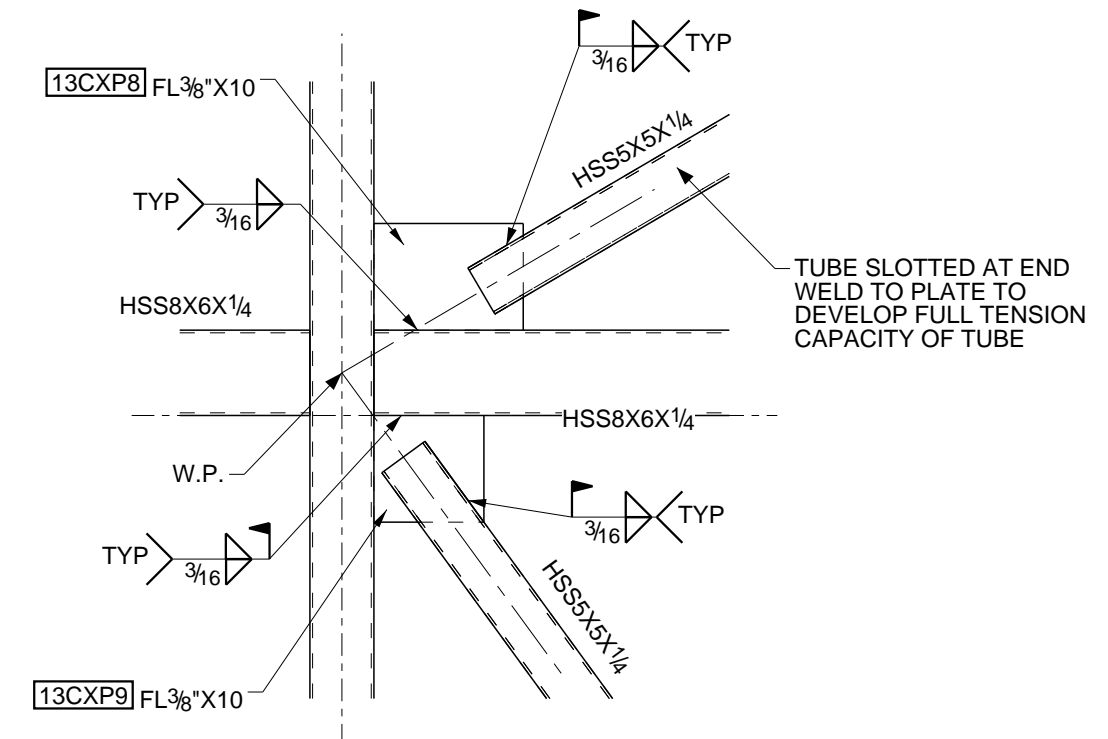 TYP
3/16
13CXP8 FL3/8"X10
HSS5X5X1/4
TYP
3/16
TUBE SLOTTED AT END
WELD TO PLATE TO
DEVELOP FULL TENSION
CAPACITY OF TUBE
HSS8X6X1/4
HSS8X6X1/4
W.P.
TYP
3/16
TYP
3/16
HSS5X5X1/4
13CXP9 FL3/8"X10